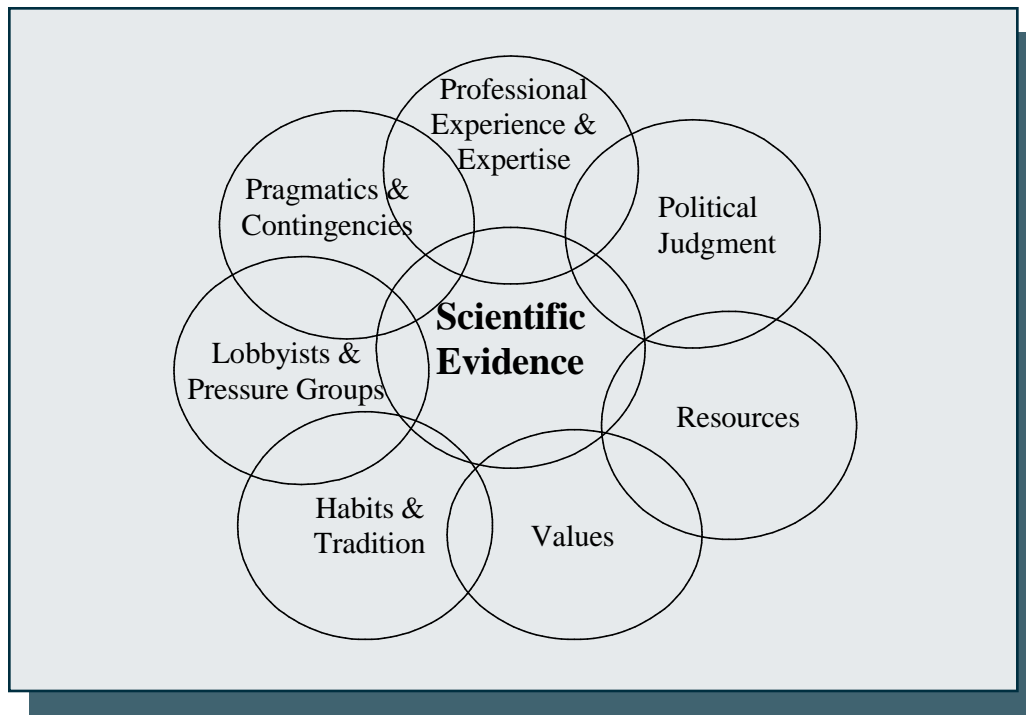 Professional
Experience &
Expertise
Pragmatics &
Contingencies
Political
Judgment
Scientific
Evidence
Lobbyists &
Pressure Groups
Resources
Habits &
Tradition
Values